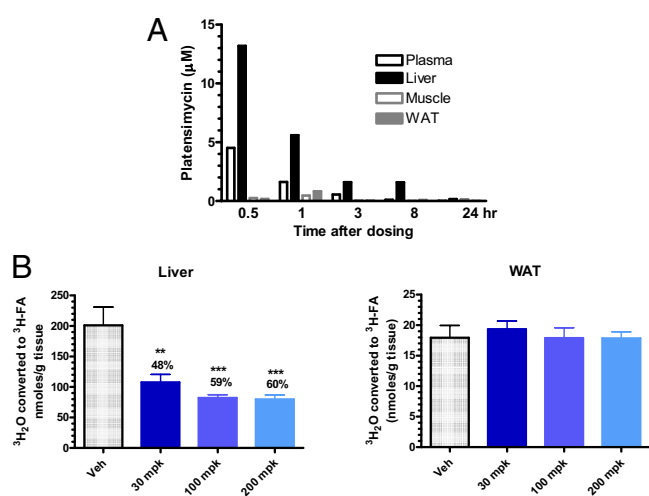 A
Platensimycin (μM)
15
10
5
0
Plasma
Liver
Muscle
WAT
0.5 1 3 8 24 hr
Time after dosing
B
Liver
³H₂O converted to ³H-FA
nmoles/g tissue
250
200
150
100
50
0
**
48%
***
59%
***
60%
Veh 30 mpk 100 mpk 200 mpk
WAT
³H₂O converted to ³H-FA
(nmoles/g tissue)
25
20
15
10
5
0
Veh 30 mpk 100 mpk 200 mpk